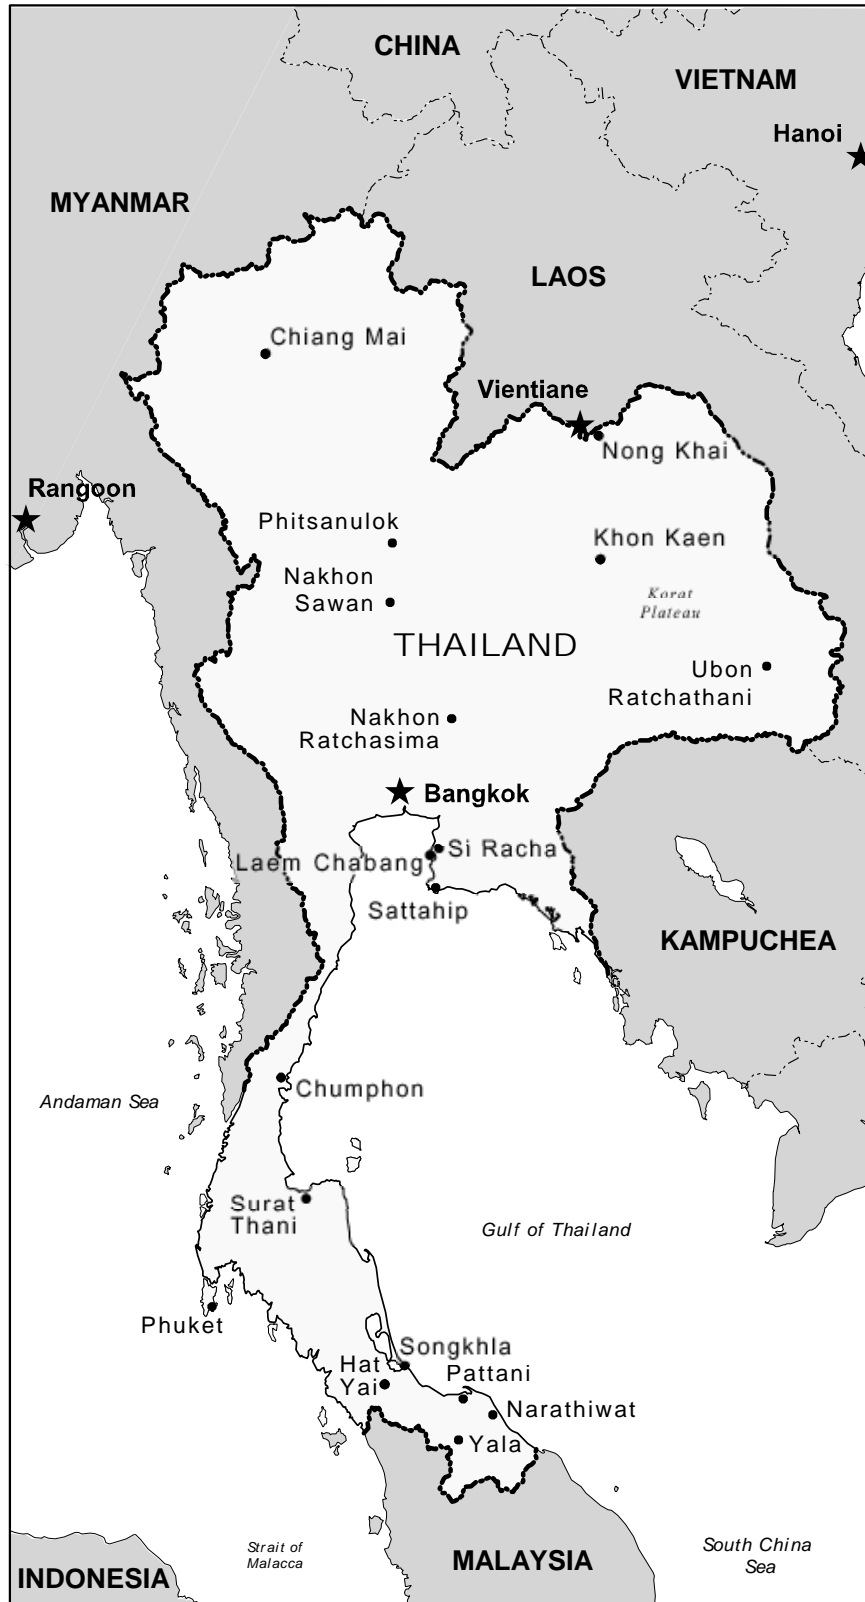 CHINA
VIETNAM
Hanoi
MYANMAR
LAOS
Chiang Mai
Vientiane
Nong Khai
Rangoon
Phitsanulok
Khon Kaen
Nakhon
Sawan
Korat
Plateau
THAILAND
Ubon
Ratchathani
Nakhon
Ratchasima
Bangkok
Si Racha
Laem Chabang
Sattahip
KAMPUCHEA
Chumphon
Andaman Sea
Surat
Thani
Gulf of Thailand
Phuket
Songkhla
Hat
Yai
Pattani
Narathiwat
Yala
Strait of
Malacca
MALAYSIA
South China
Sea
INDONESIA